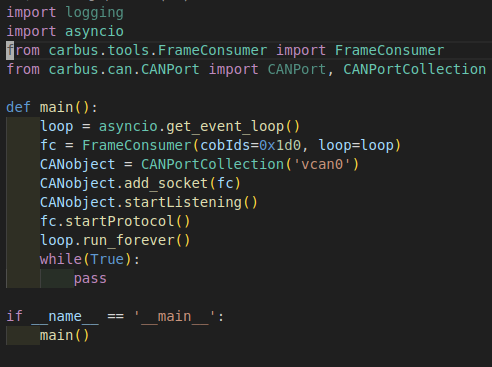 import logging
import asyncio
from carbus.tools.FrameConsumer import FrameConsumer
from carbus.can.CANPort import CANPort, CANPortCollection
def main():
    loop = asyncio.get_event_loop()
    fc = FrameConsumer(cobIds=0x1d0, loop=loop)
    CANobject = CANPortCollection('vcan0')
    CANobject.add_socket(fc)
    CANobject.startListening()
    fc.startProtocol()
    loop.run_forever()
    while(True):
        pass
if __name__ == '__main__':
    main()